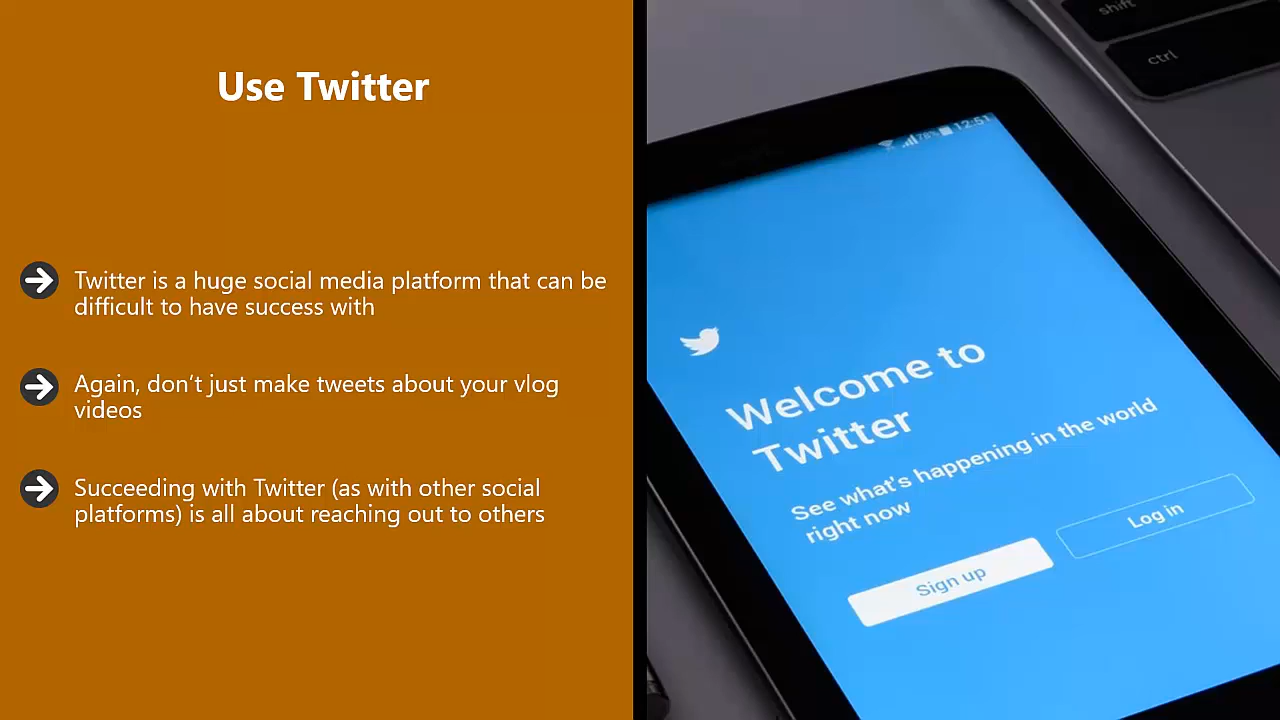 Use Twitter
Twitter is a huge social media platform that can be
difficult to have success with
Again, don't just make tweets about your vlog
videos
Succeeding with Twitter (as with other social
platforms) is all about reaching out to others
shift
ctrl
78% 12:51
Welcome to
Twitter
See what's happening in the world
right now
Sign up
Log in